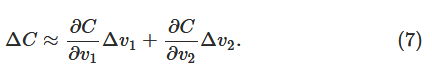 ΔC ≈ ∂C/∂v₁ Δv₁ + ∂C/∂v₂ Δv₂. (7)